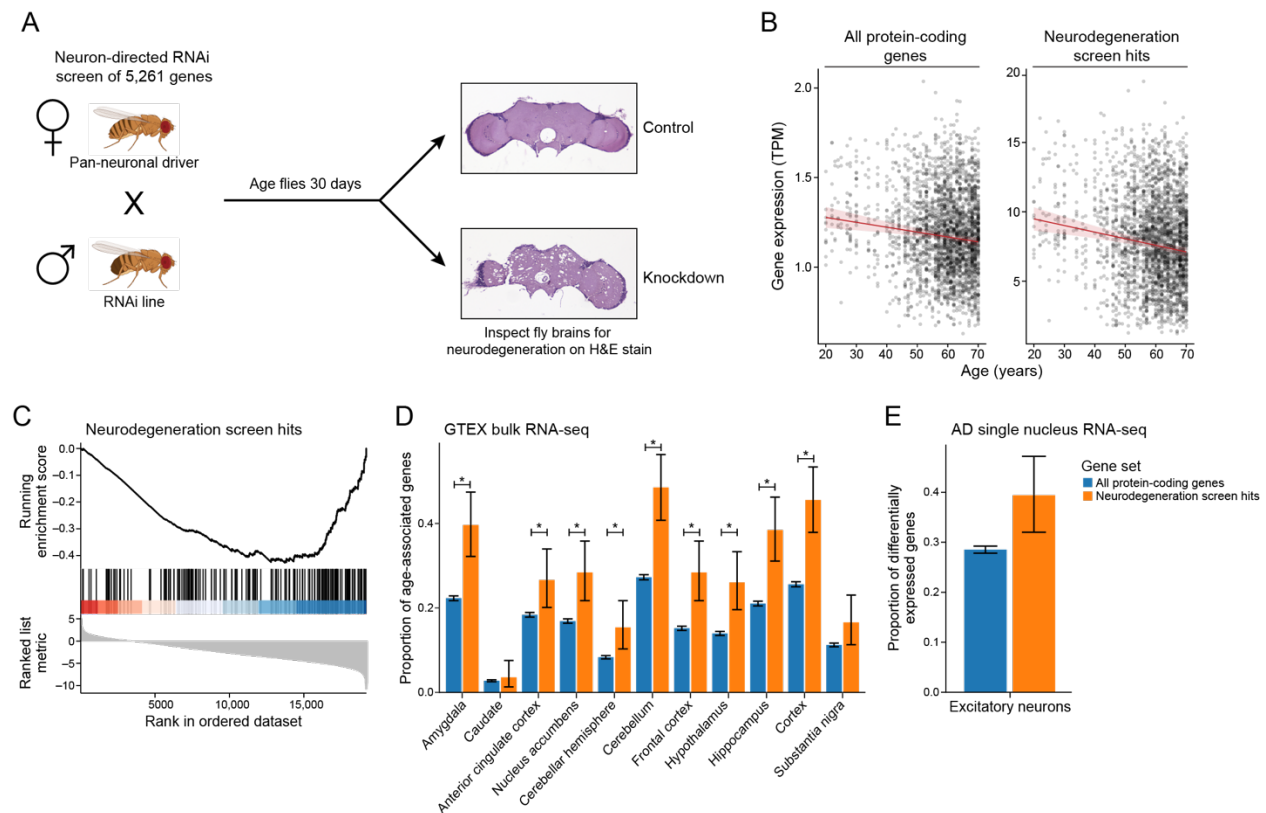 A
Neuron-directed RNAi
screen of 5,261 genes
Pan-neuronal driver
X
RNAi line
Age flies 30 days
Control
Knockdown
Inspect fly brains for
neurodegeneration on H&E stain
B
All protein-coding
genes
Neurodegeneration
screen hits
Gene expression (TPM)
2.0
1.5
1.0
20 30 40 50 60 70
20
15
10
5
20 30 40 50 60 70
Age (years)
C
Neurodegeneration screen hits
Running
enrichment score
0.0
−0.1
−0.2
−0.3
−0.4
Ranked list
metric
5
0
−5
−10
5000 10,000 15,000
Rank in ordered dataset
D
GTEX bulk RNA-seq
Proportion of age-associated genes
0.4
0.2
0.0
* * * * * * * * *
Amygdala
Caudate
Anterior cingulate cortex
Nucleus accumbens
Cerebellar hemisphere
Cerebellum
Frontal cortex
Hypothalamus
Hippocampus
Cortex
Substantia nigra
E
AD single nucleus RNA-seq
Proportion of differentially
expressed genes
0.4
0.3
0.1
0.0
Excitatory neurons
Gene set
All protein-coding genes
Neurodegeneration screen hits